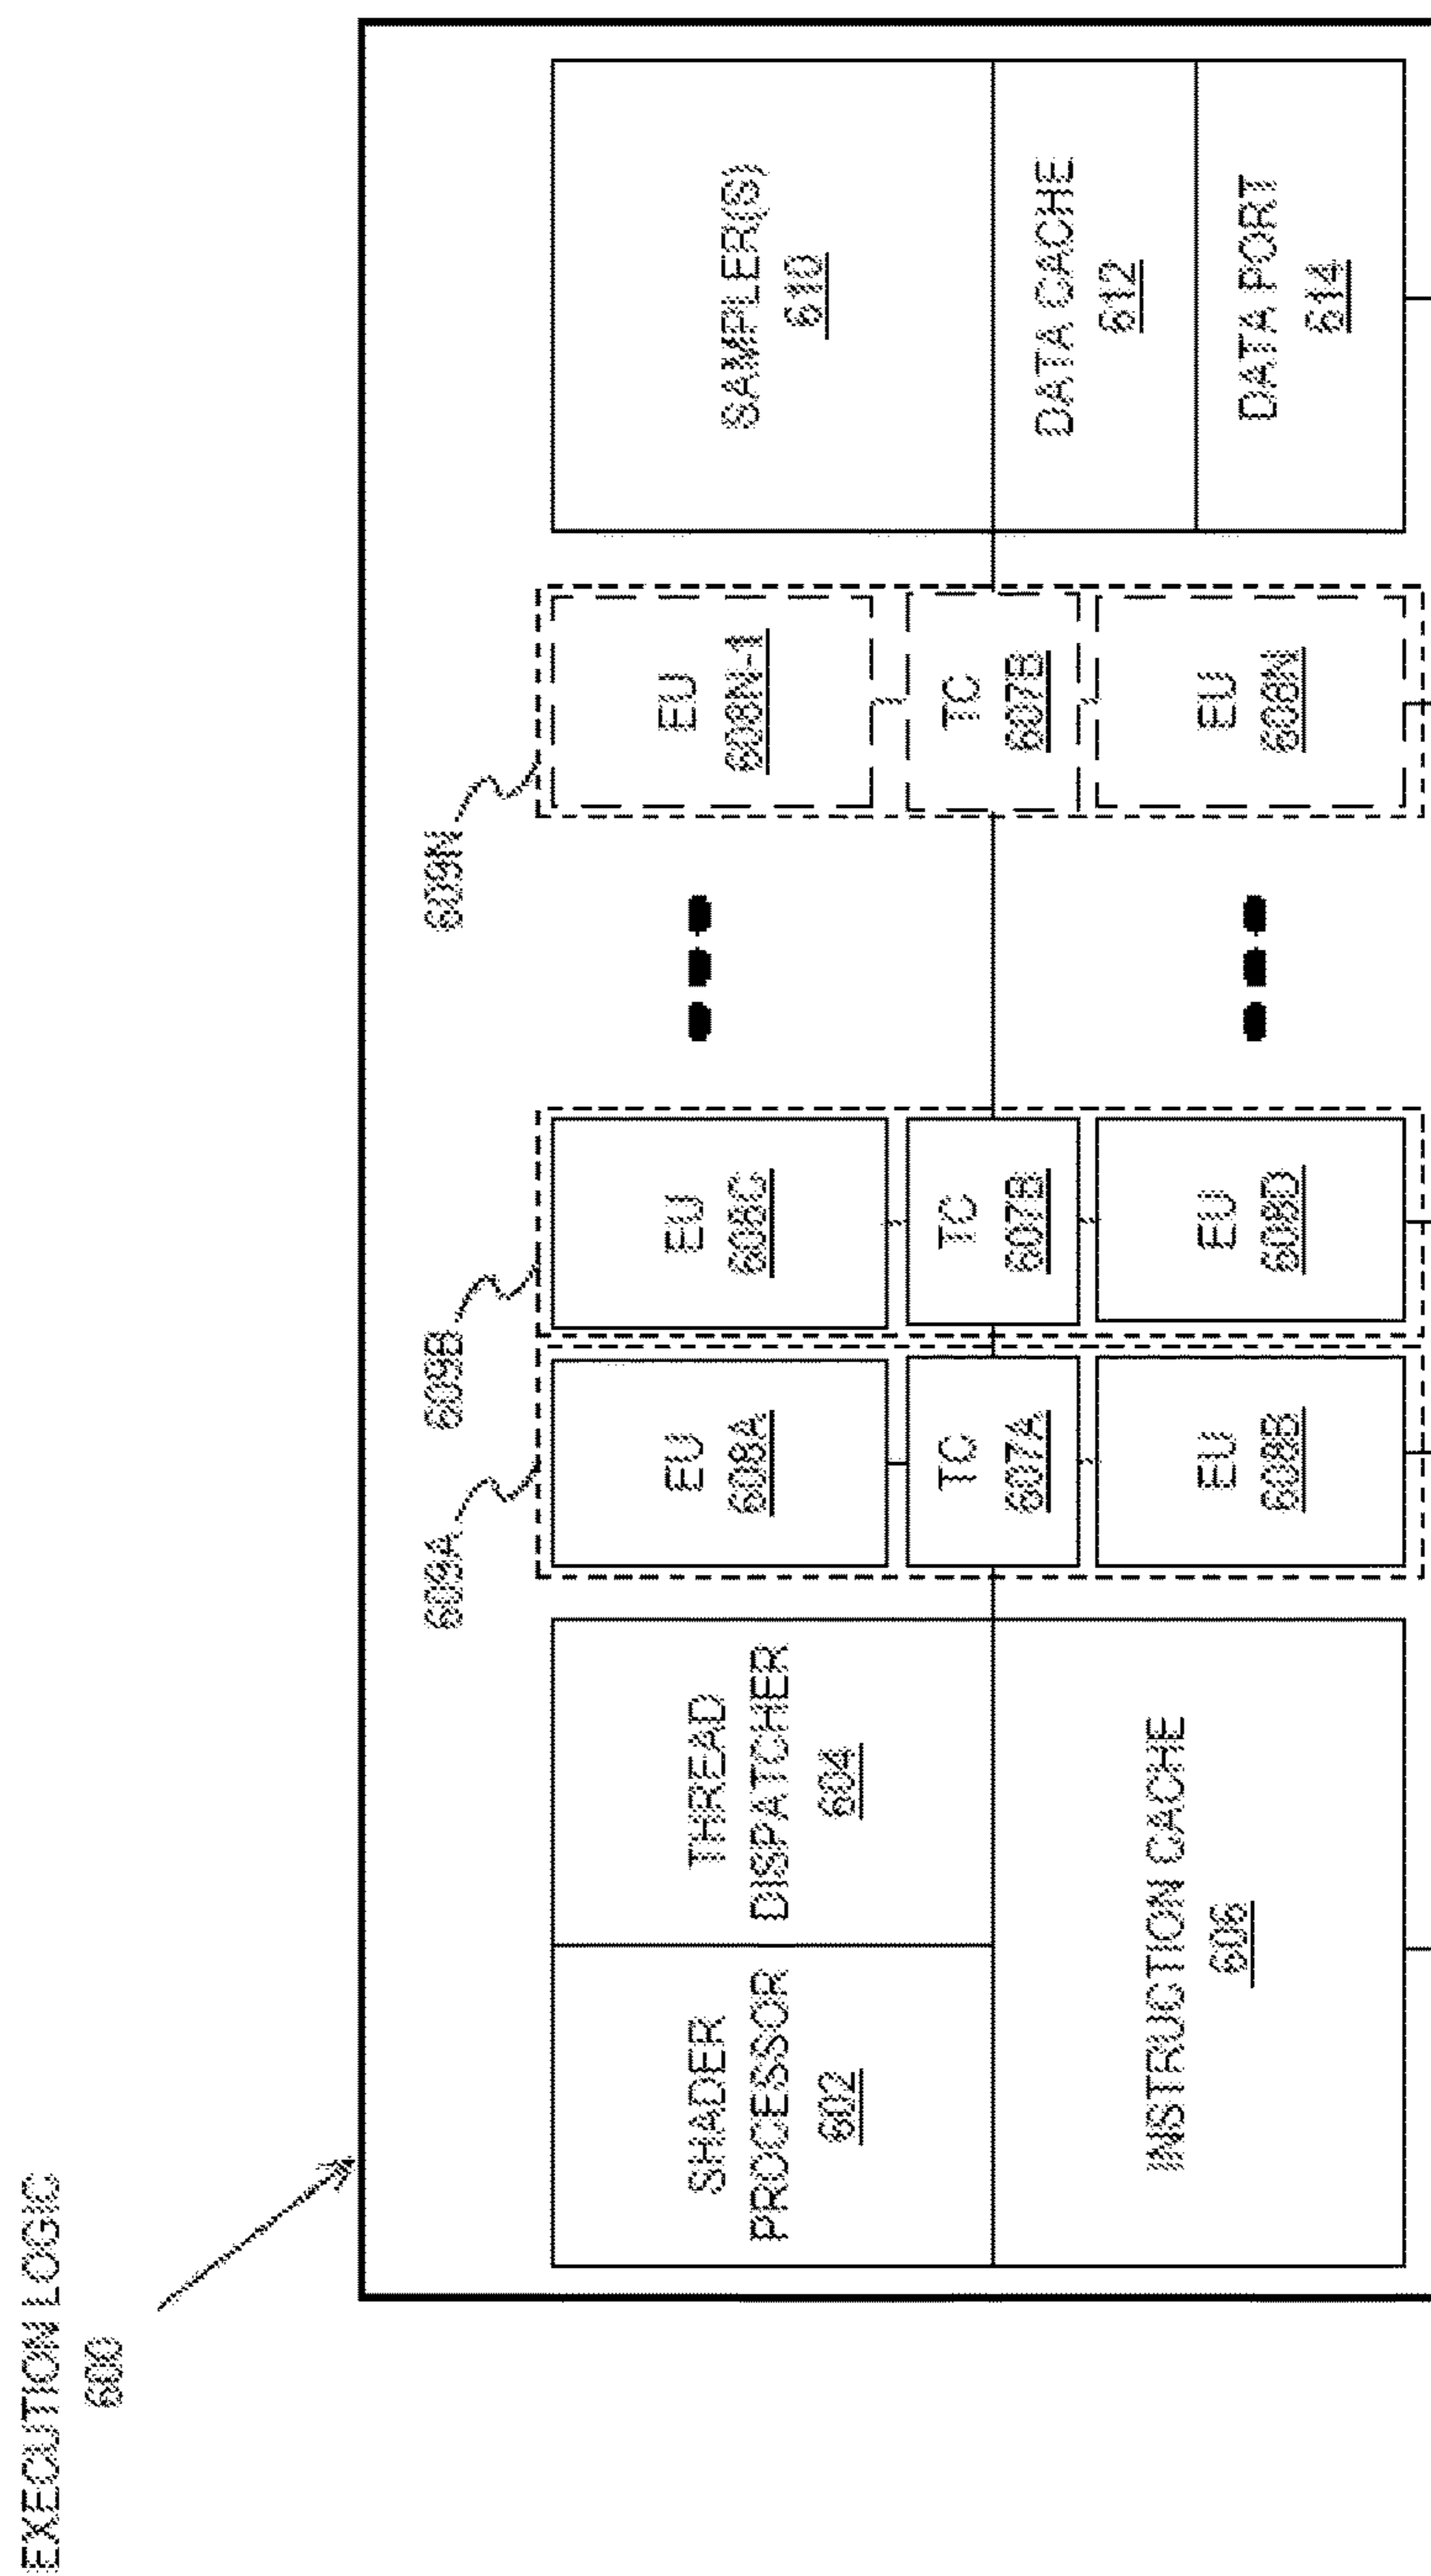 EXECUTION LOGIC
600
SHADER
PROCESSOR
602
THREAD
DISPATCHER
604
INSTRUCTION CACHE
606
609A
EU
608A
TC
607A
EU
608B
609B
EU
608C
TC
607B
EU
608D
609N
EU
608N-1
TC
607B
EU
608N
SAMPLER(S)
610
DATA CACHE
612
DATA PORT
614